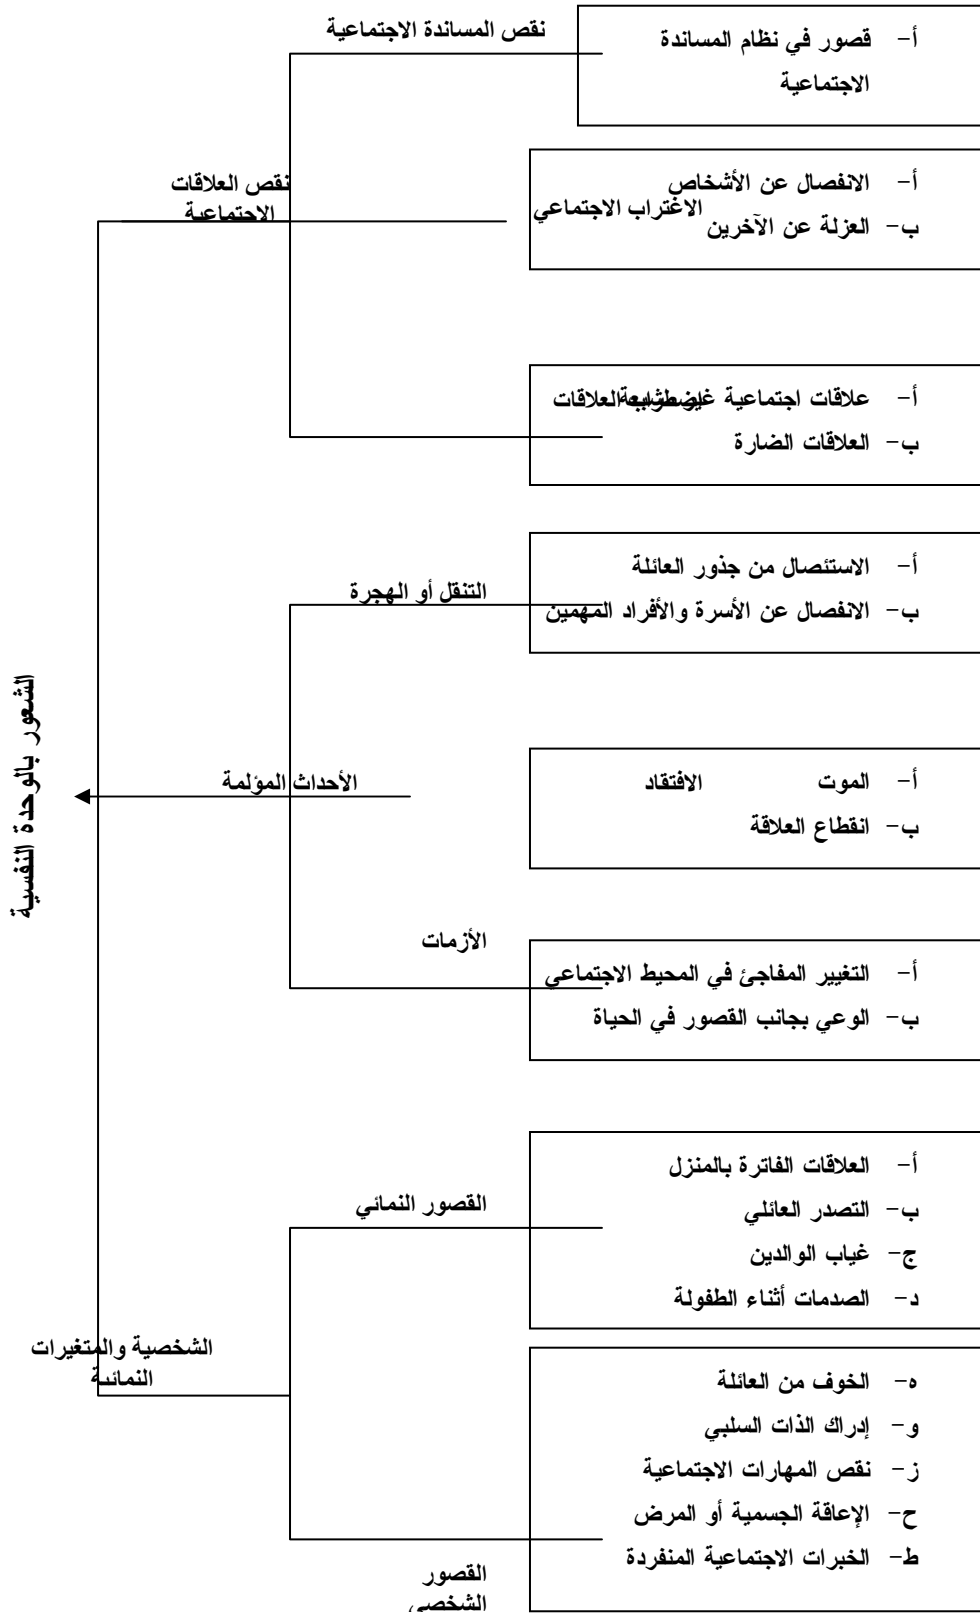 نقص المساندة الاجتماعية
أ- قصور في نظام المساندة
الاجتماعية
نقص العلاقات
الاجتماعية
الاغتراب الاجتماعي
أ- الانفصال عن الأشخاص
ب- العزلة عن الآخرين
اضطراب العلاقات
أ- علاقات اجتماعية غير مشبعة
ب- العلاقات الضارة
التنقل أو الهجرة
أ- الاستئصال من جذور العائلة
ب- الانفصال عن الأسرة والأفراد المهمين
الشعور بالوحدة النفسية
الأحداث المؤلمة
الافتقاد
أ- الموت
ب- انقطاع العلاقة
الأزمات
أ- التغيير المفاجئ في المحيط الاجتماعي
ب- الوعي بجانب القصور في الحياة
القصور النمائي
أ- العلاقات الفاترة بالمنزل
ب- التصدر العائلي
ج- غياب الوالدين
د- الصدمات أثناء الطفولة
الشخصية والمتغيرات
النمائية
ه- الخوف من العائلة
و- إدراك الذات السلبي
ز- نقص المهارات الاجتماعية
ح- الإعاقة الجسمية أو المرض
ط- الخبرات الاجتماعية المنفردة
القصور
الشخصي